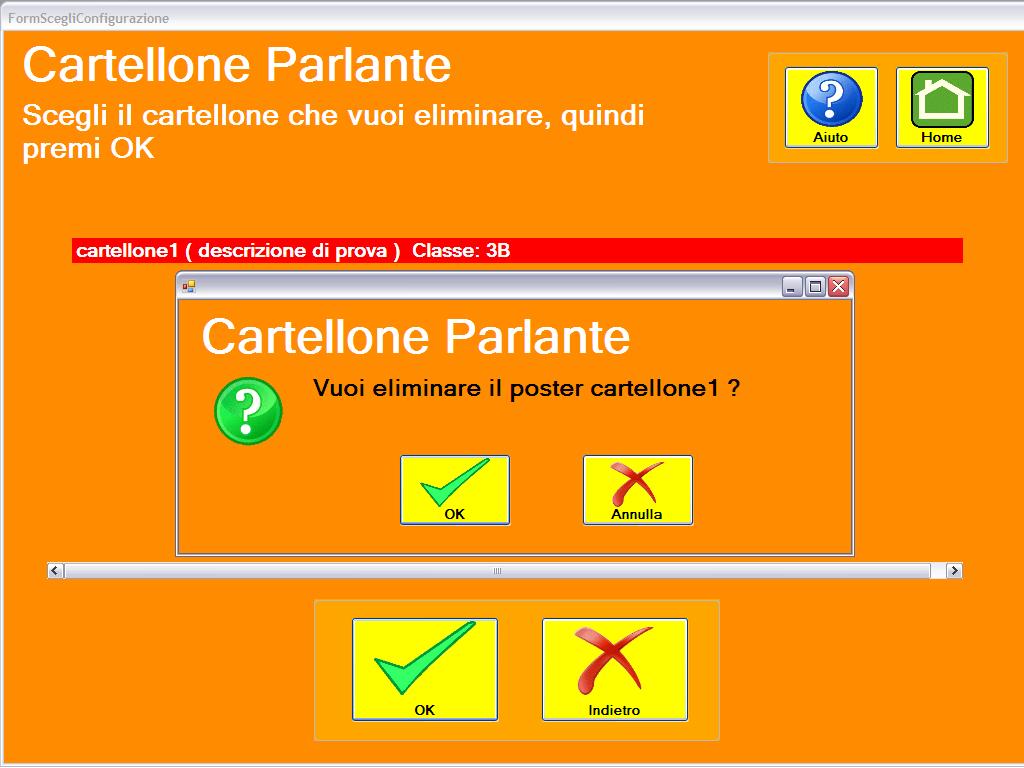 FormScegliConfigurazione
Cartellone Parlante
Scegli il cartellone che vuoi eliminare, quindi
premi OK
Aiuto
Home
cartellone1 ( descrizione di prova )  Classe: 3B
Cartellone Parlante
Vuoi eliminare il poster cartellone1 ?
OK
Annulla
OK
Indietro